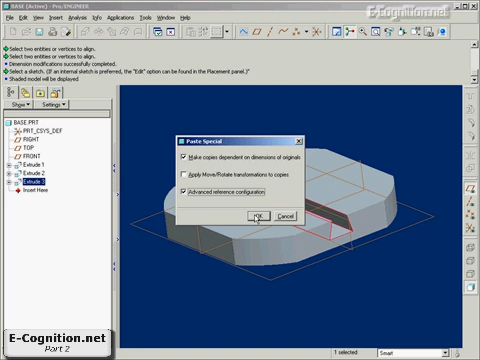 BASE (Active) - Pro/ENGINEER
E-Cognition.net
File Edit View Insert Analysis Info Applications Tools Window Help
Select two entities or vertices to align.
Select two entities or vertices to align.
Dimension modifications successfully completed.
Select a sketch. (If an internal sketch is preferred, the "Edit" option can be found in the Placement panel.)"
Shaded model will be displayed
Show Settings
BASE.PRT
PRT_CSYS_DEF
RIGHT
TOP
FRONT
Extrude 1
Extrude 2
Extrude 3
Insert Here
Paste Special
Make copies dependent on dimensions of originals
Apply Move/Rotate transformations to copies
Advanced reference configuration
OK Cancel
E-Cognition.net
Part 2
1 selected Smart